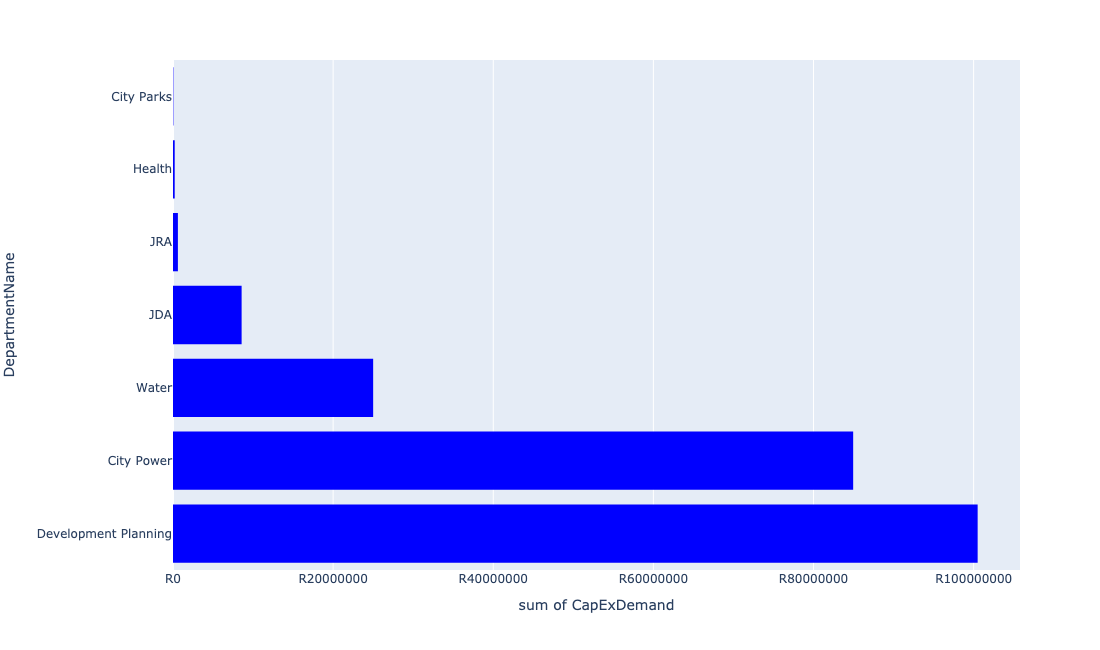 City Parks
Health
JRA
JDA
Water
City Power
Development Planning
DepartmentName
R0 R20000000 R40000000 R60000000 R80000000 R100000000
sum of CapExDemand